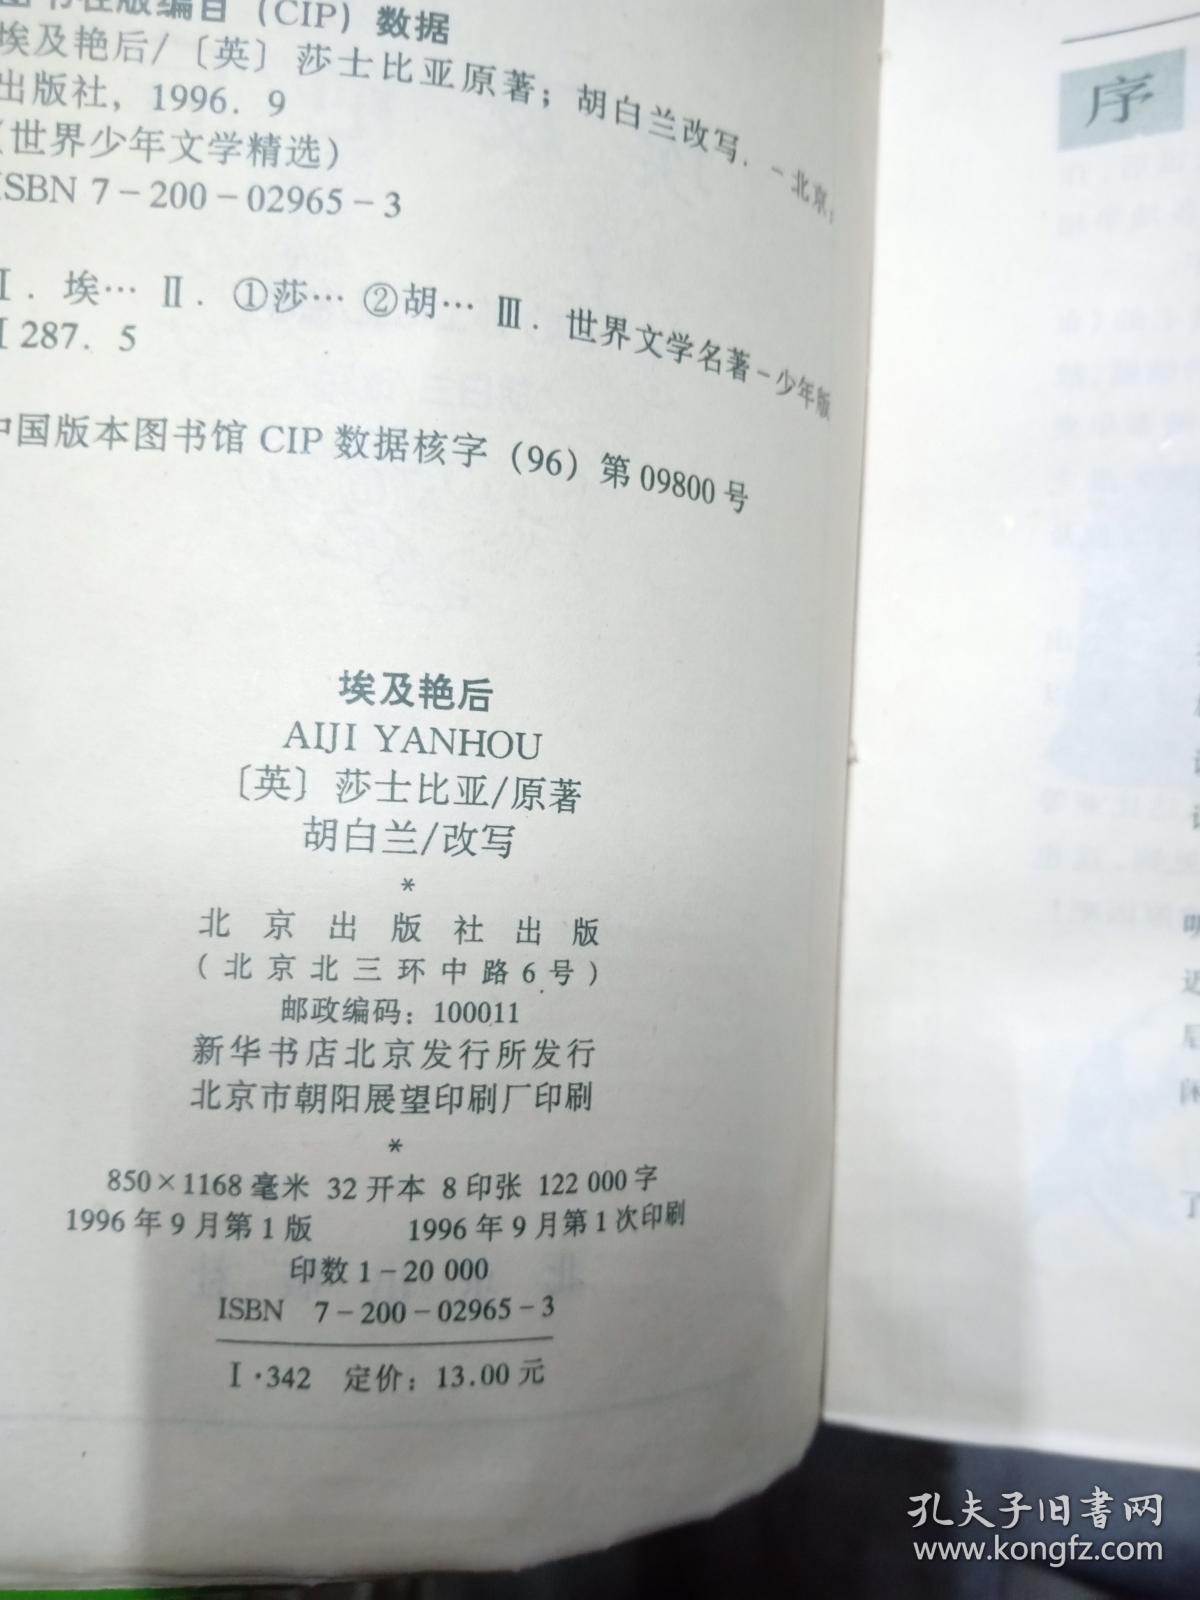 图书在版编目（CIP）数据
埃及艳后/〔英〕莎士比亚原著；胡白兰改写．－北京：
出版社，1996．9
（世界少年文学精选）
ISBN 7－200－02965－3
Ⅰ．埃… Ⅱ．①莎… ②胡… Ⅲ．世界文学名著－少年版
I 287．5
中国版本图书馆 CIP 数据核字（96）第 09800 号
埃及艳后
AIJI YANHOU
〔英〕莎士比亚/原著
胡白兰/改写
*
北京出版社出版
（北京北三环中路6号）
邮政编码：100011
新华书店北京发行所发行
北京市朝阳展望印刷厂印刷
*
850×1168 毫米 32 开本 8 印张 122 000 字
1996 年 9 月第 1 版 1996 年 9 月第 1 次印刷
印数 1－20 000
ISBN 7－200－02965－3
I·342 定价：13.00 元
序
了
孔夫子旧书网
www.kongfz.com